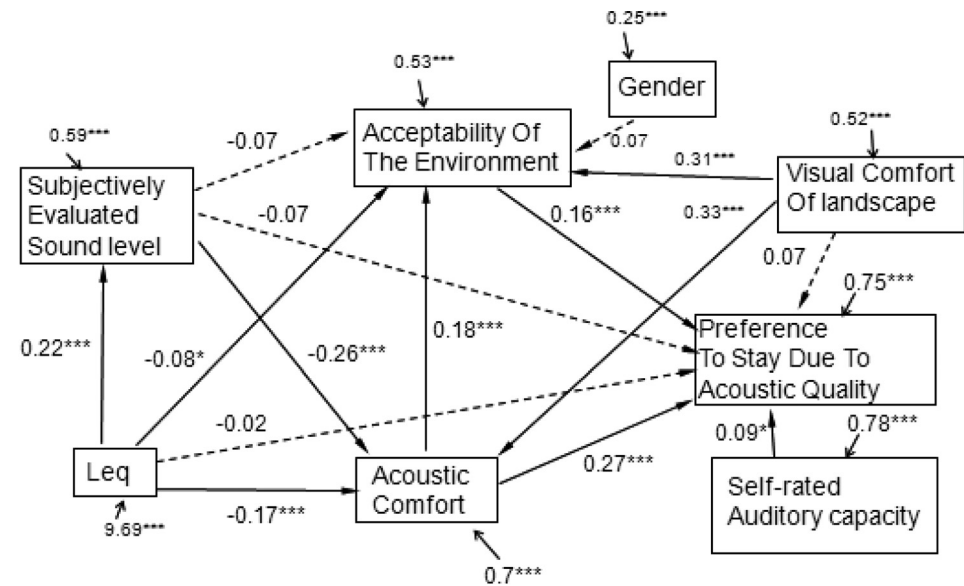 0.25***
Gender
0.53***
Acceptability Of
The Environment
0.07
0.59***
-0.07
0.52***
Subjectively
Evaluated
Sound level
Visual Comfort
Of landscape
0.31***
-0.07
0.16***
0.33***
0.07
0.75***
Preference
To Stay Due To
Acoustic Quality
0.22***
-0.08*
0.18***
-0.26***
-0.02
0.09*
0.78***
Leq
Acoustic
Comfort
0.27***
Self-rated
Auditory capacity
-0.17***
9.69***
0.7***